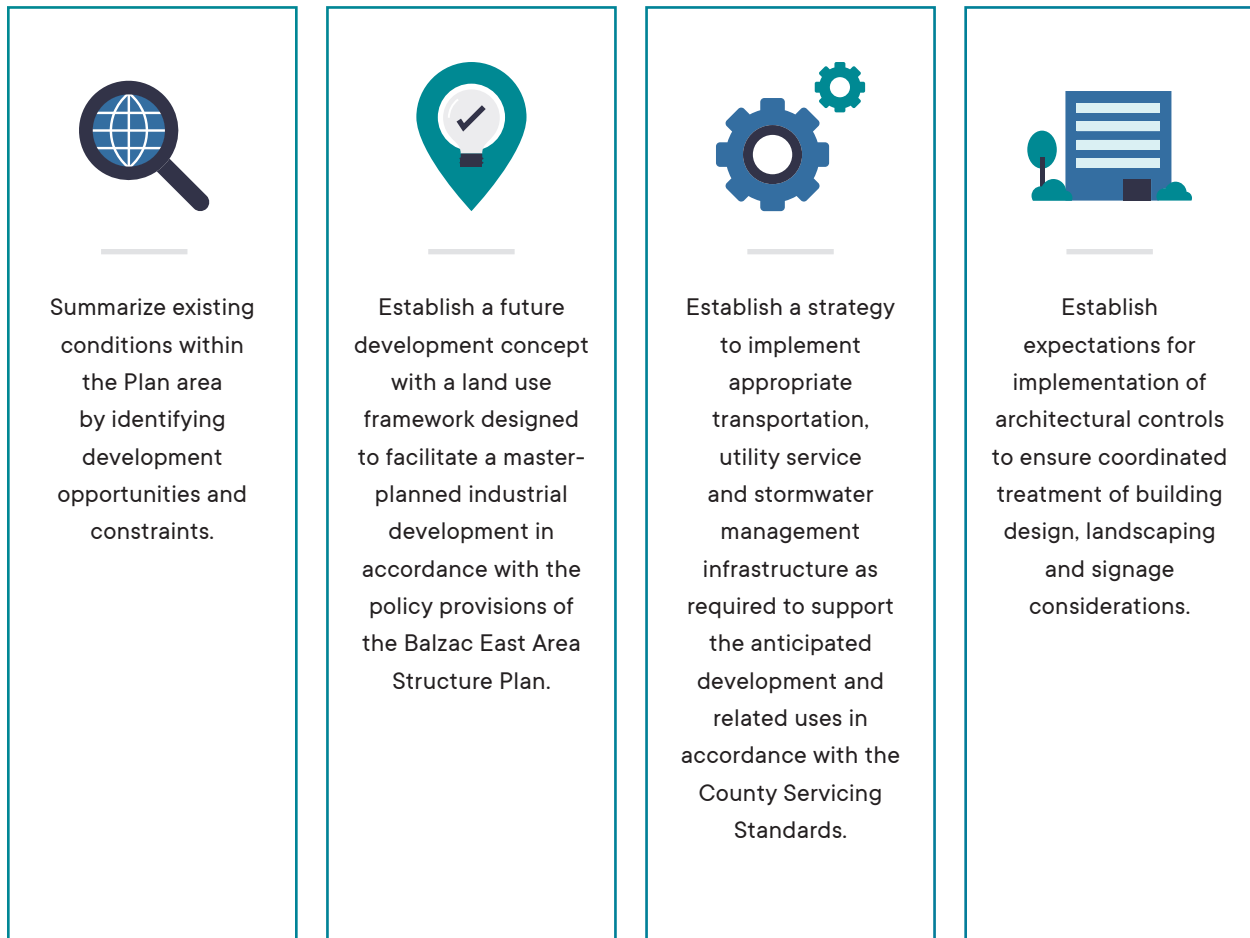 Summarize existing
conditions within
the Plan area
by identifying
development
opportunities and
constraints.
Establish a future
development concept
with a land use
framework designed
to facilitate a master-
planned industrial
development in
accordance with the
policy provisions of
the Balzac East Area
Structure Plan.
Establish a strategy
to implement
appropriate
transportation,
utility service
and stormwater
management
infrastructure as
required to support
the anticipated
development and
related uses in
accordance with the
County Servicing
Standards.
Establish
expectations for
implementation of
architectural controls
to ensure coordinated
treatment of building
design, landscaping
and signage
considerations.